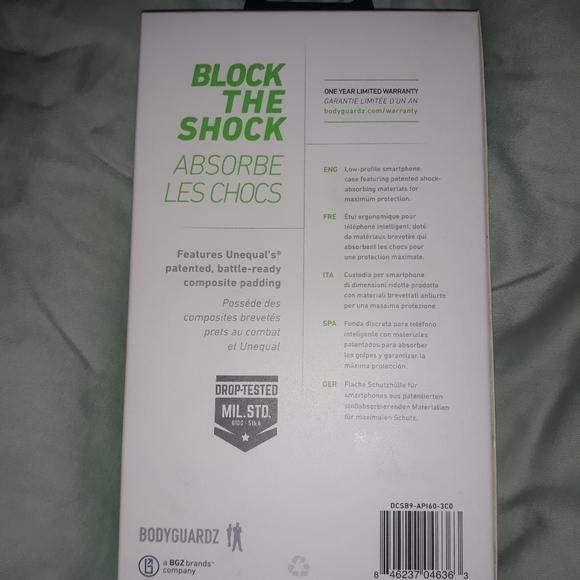 BLOCK
THE
SHOCK
ABSORBE
LES CHOCS
Features Unequal's®
patented, battle-ready
composite padding
Possède des
composites brevetés
prets au combat
et Unequal
DROP-TESTED
MIL.STD.
810G - 516.6
BODYGUARDZ
a BGZ brands™
company
ONE YEAR LIMITED WARRANTY
GARANTIE LIMITÉE D'UN AN
bodyguardz.com/warranty
ENG Low-profile smartphone
case featuring patented shock-
absorbing materials for
maximum protection.
FRE Étui ergonomique pour
téléphone intelligent, doté
de matériaux brevetés qui
absorbent les chocs pour
une protection maximale.
ITA Custodia per smartphone
di dimensioni ridotte prodotta
con materiali brevettati antiurto
per una massima protezione.
SPA Funda discreta para teléfono
inteligente con materiales
patentados para absorber
los golpes y garantizar la
máxima protección.
GER Flache Schutzhülle für
smartphones aus patentierten
stoßabsorbierenden Materialien
für maximalen Schutz.
DCSB9-API60-3C0
8 46237 04636 3